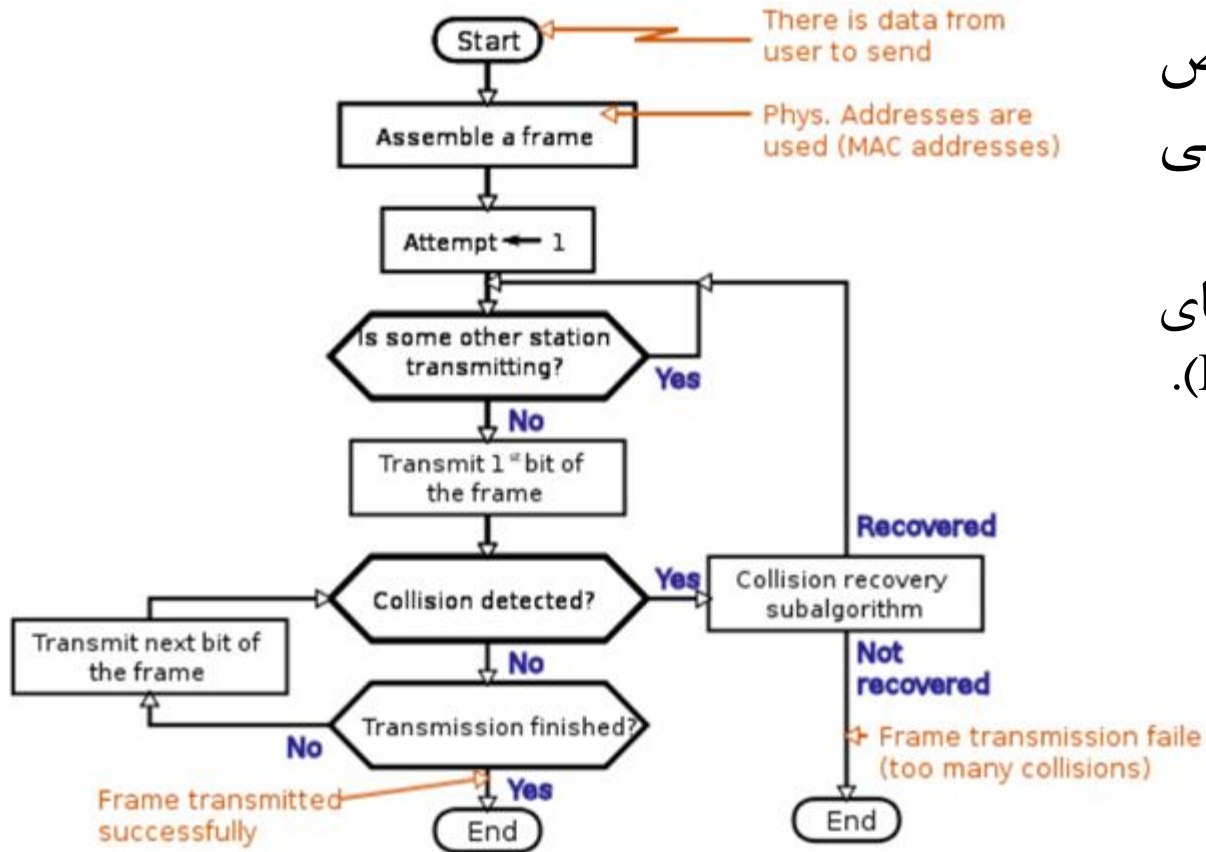 Start
There is data from
user to send
Assemble a frame
Phys. Addresses are
used (MAC addresses)
Attempt ← 1
Is some other station
transmitting?
Yes
No
Transmit 1st bit of
the frame
Recovered
Collision detected?
Yes
Collision recovery
subalgorithm
Transmit next bit of
the frame
No
Not
recovered
Transmission finished?
No
Frame transmission faile
(too many collisions)
Yes
Frame transmitted
successfully
End
End